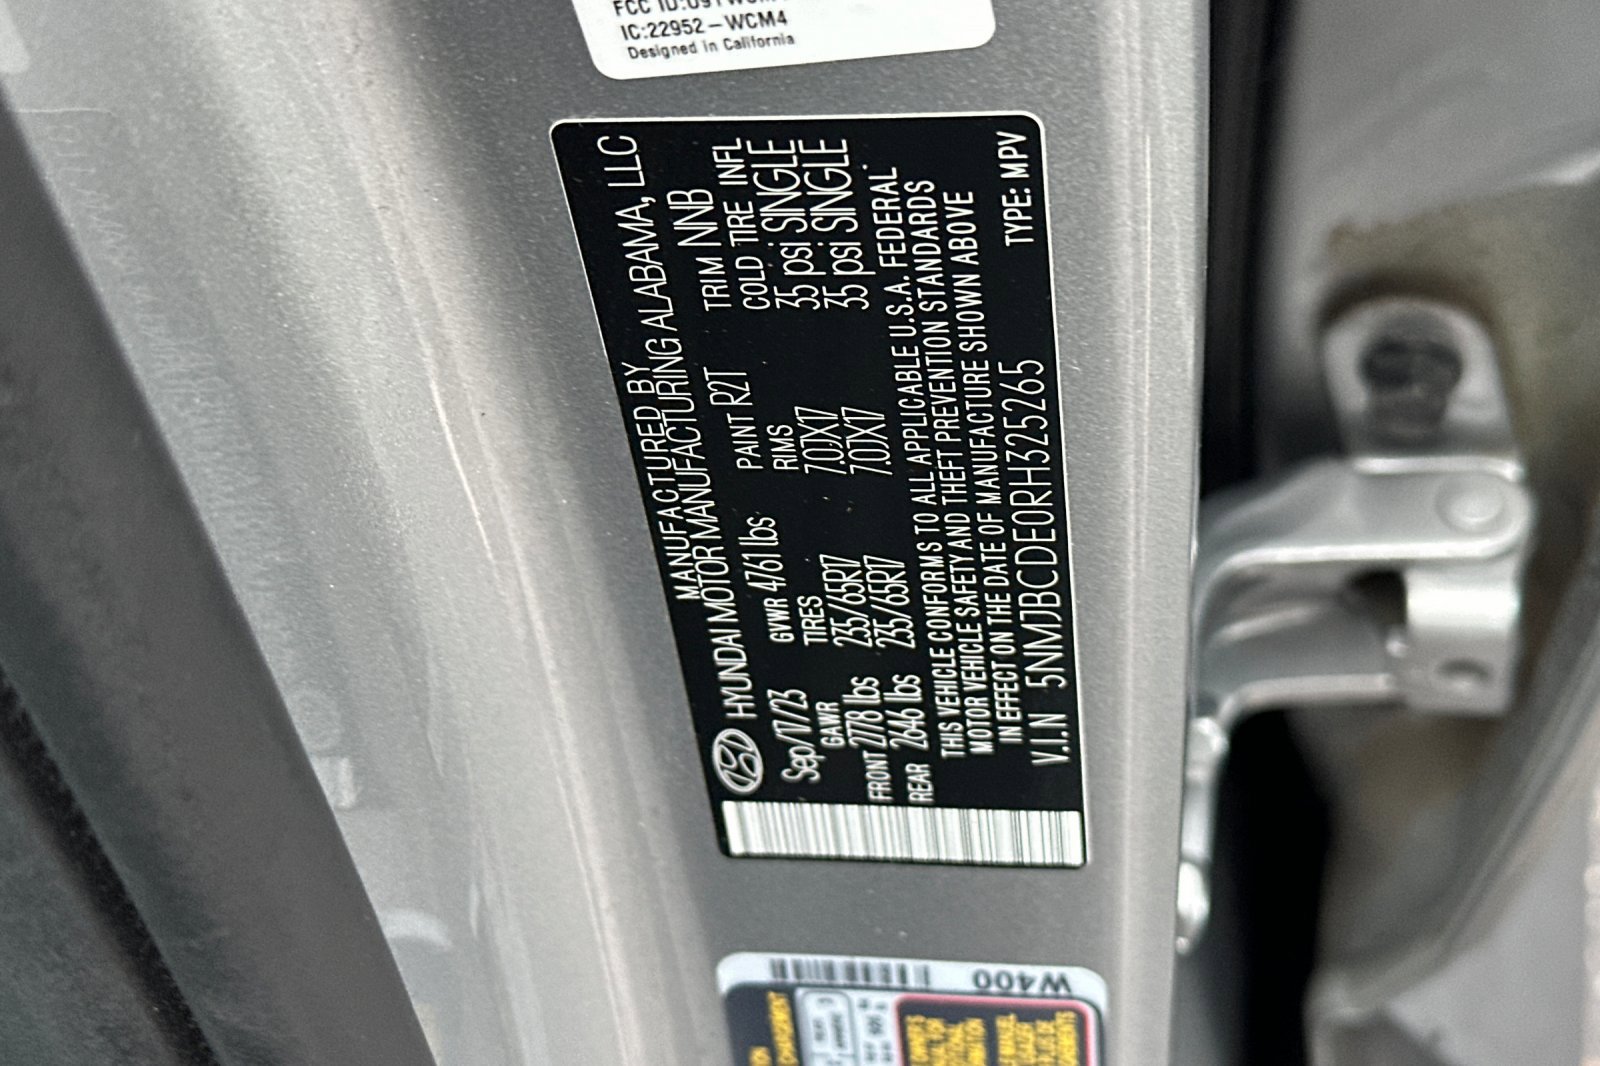 IC:22952-WCM4
Designed in California
MANUFACTURED BY
HYUNDAI MOTOR MANUFACTURING ALABAMA, LLC
Sep/17/23 GVWR 4761 lbs PAINT R2T TRIM NNB
GAWR TIRES RIMS COLD TIRE INFL
FRONT 2778 lbs 235/65R17 7.0X17 35 psi SINGLE
REAR 2646 lbs 235/65R17 7.0X17 35 psi SINGLE
THIS VEHICLE CONFORMS TO ALL APPLICABLE U.S.A. FEDERAL
MOTOR VEHICLE SAFETY AND THEFT PREVENTION STANDARDS
IN EFFECT ON THE DATE OF MANUFACTURE SHOWN ABOVE
V.I.N 5NMJBCDE0RH325265 TYPE: MPV
W400